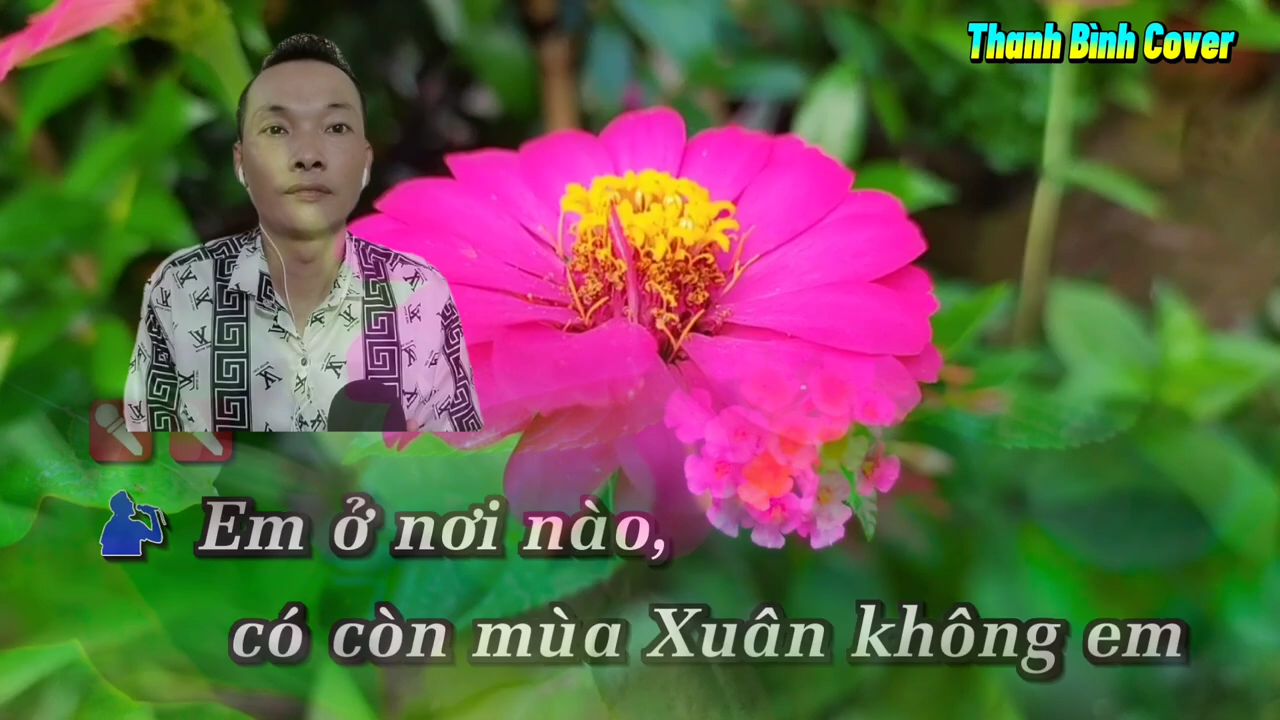 Thanh Bình Cover
Em ở nơi nào,
có còn mùa Xuân không em